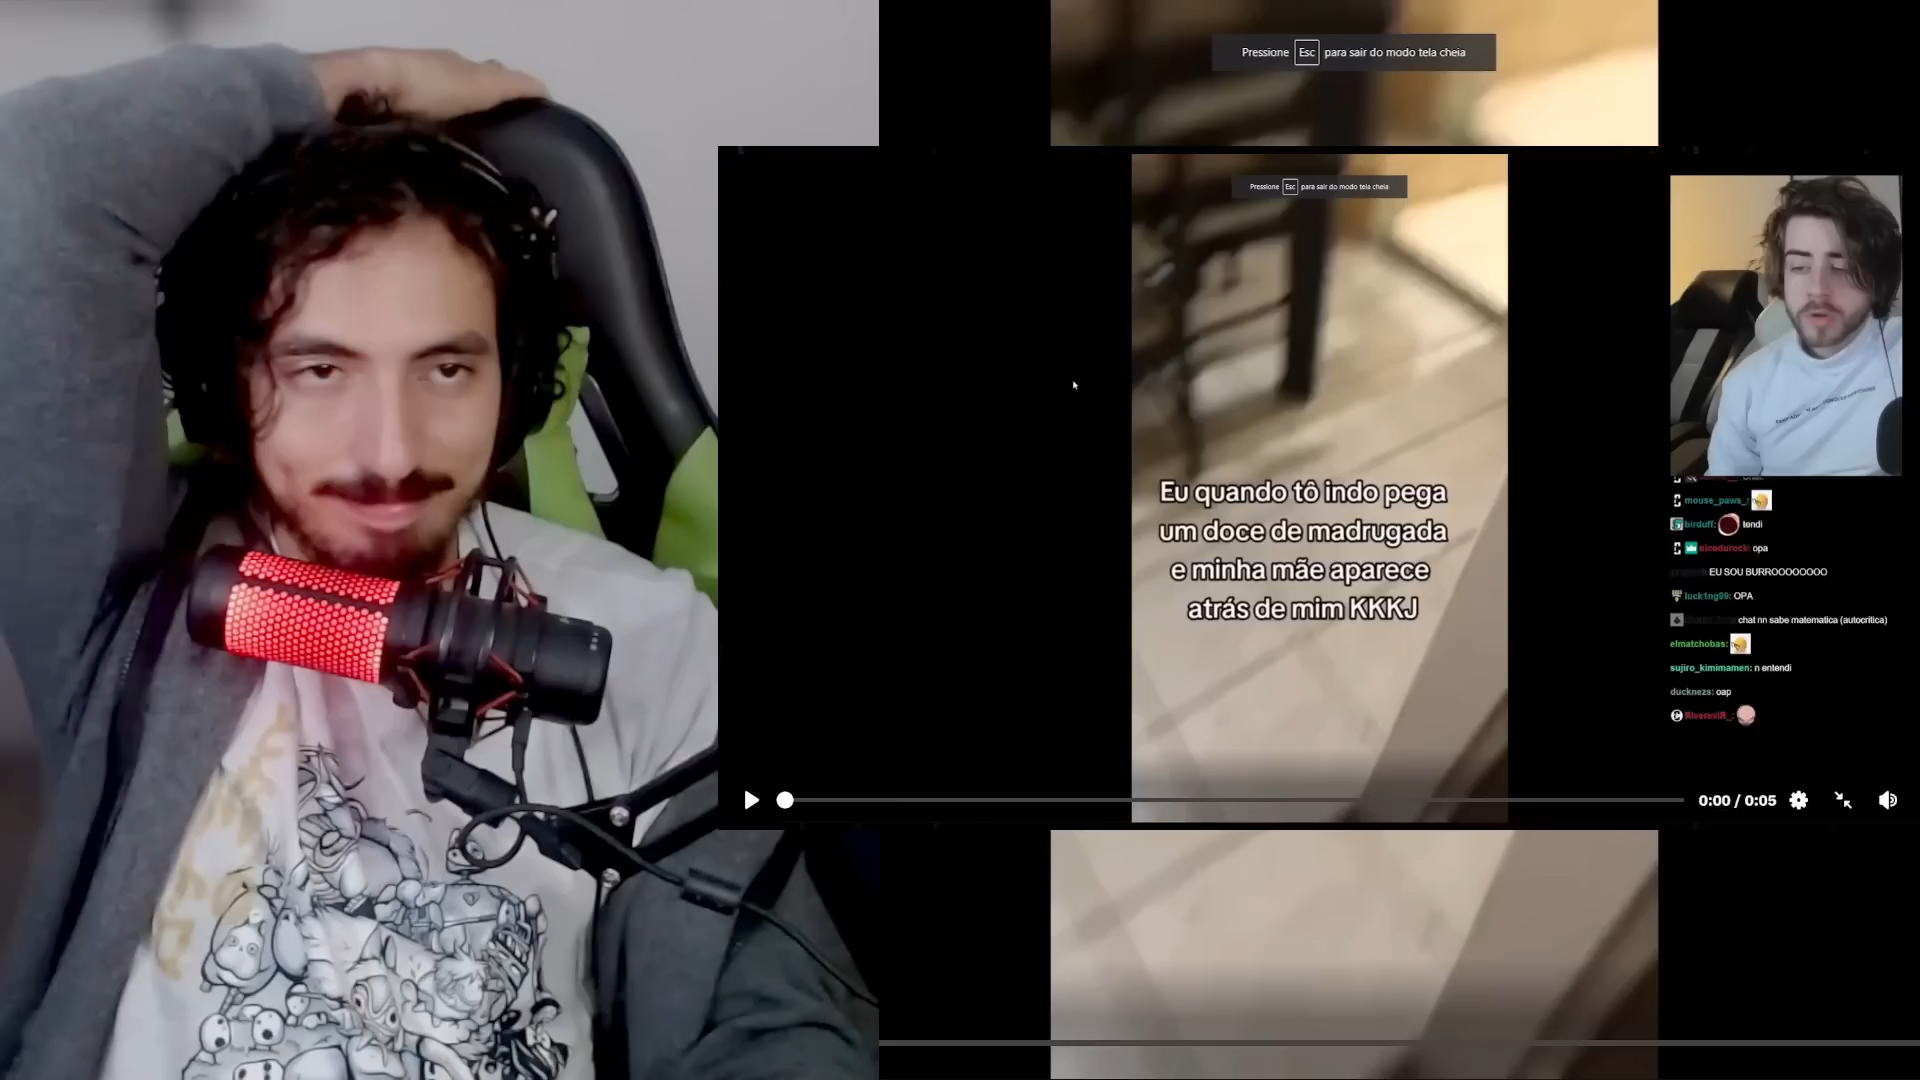 Pressione Esc para sair do modo tela cheia
Pressione Esc para sair do modo tela cheia
Eu quando tô indo pega
um doce de madrugada
e minha mãe aparece
atrás de mim KKKJ
mouse_paws_:
birduff: tendi
nicodurock: opa
EU SOU BURROOOOOOOO
luck1ng99: OPA
chat nn sabe matematica (autocritica)
elmatchobas:
sujiro_kimimamen: n entendi
ducknezs: oap
0:00 / 0:05